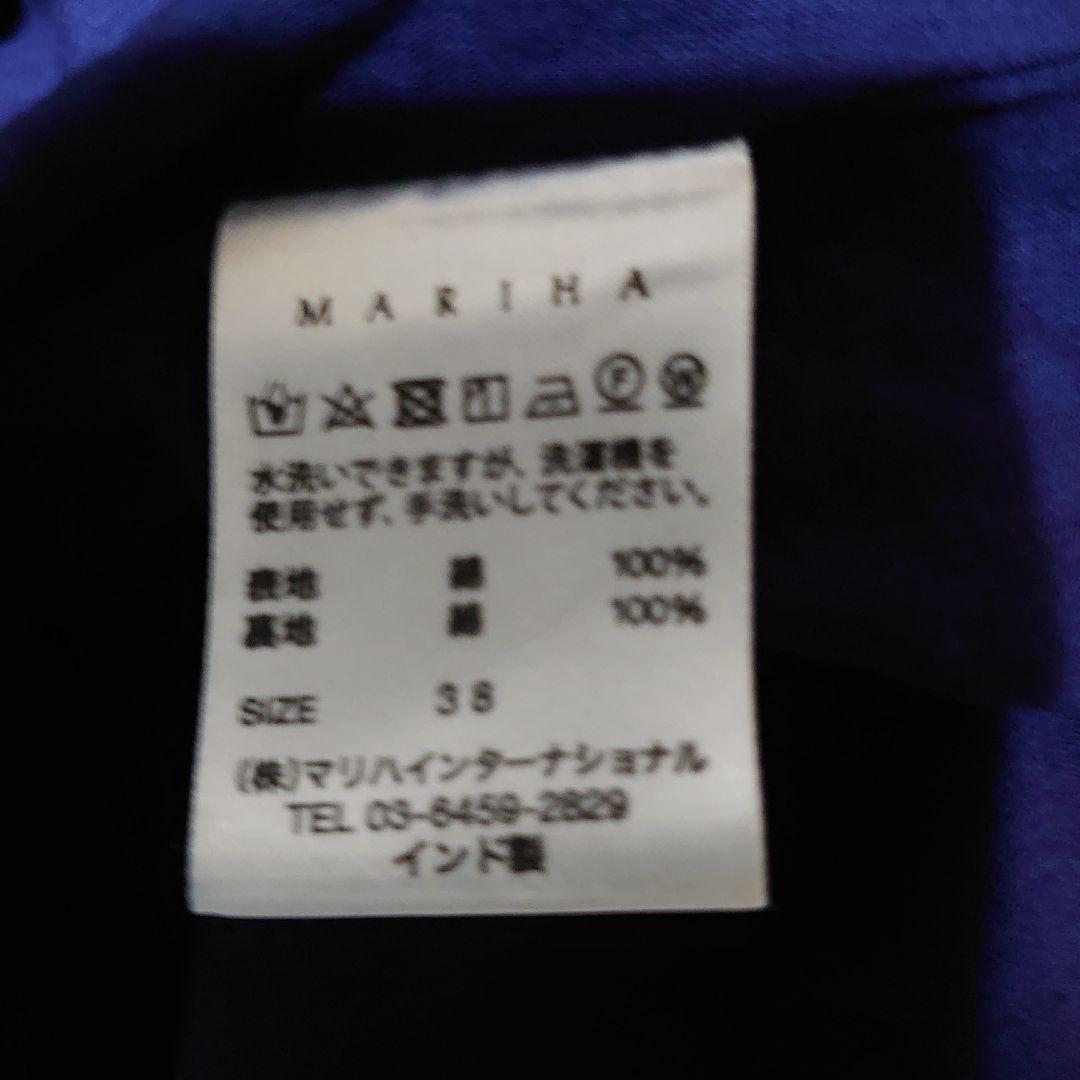 MARIHA
水洗いできますが、洗濯機を
使用せず、手洗いしてください。
表地 綿 100%
裏地 綿 100%
SIZE 38
(株)マリハインターナショナル
TEL 03-6459-2829
インド製